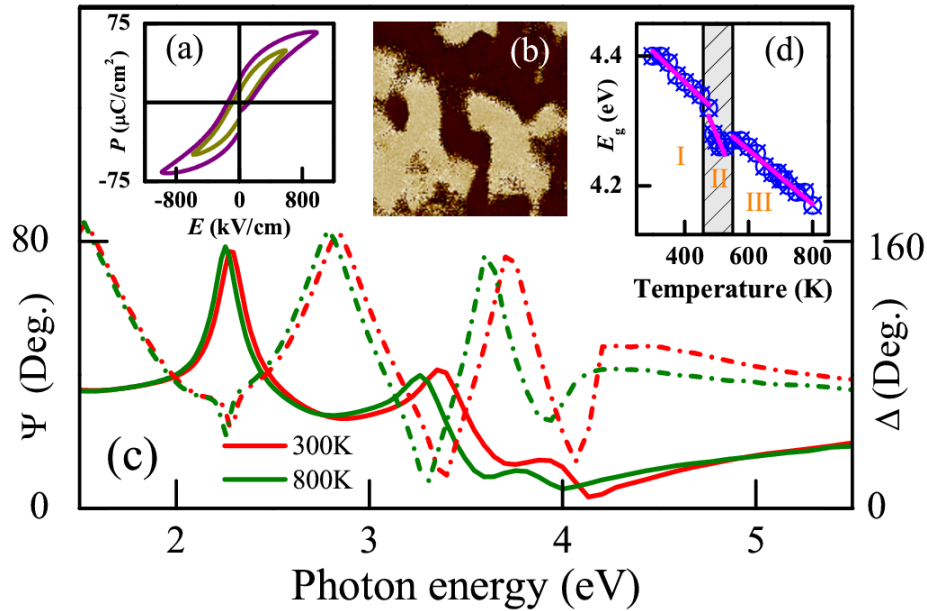 75
(a)
P (μC/cm²)
-75
-800
0
800
E (kV/cm)
(b)
(d)
4.4
Eg (eV)
4.2
I
II
III
400
600
800
Temperature (K)
80
Ψ (Deg.)
0
160
Δ (Deg.)
0
(c)
300K
800K
2
3
4
5
Photon energy (eV)